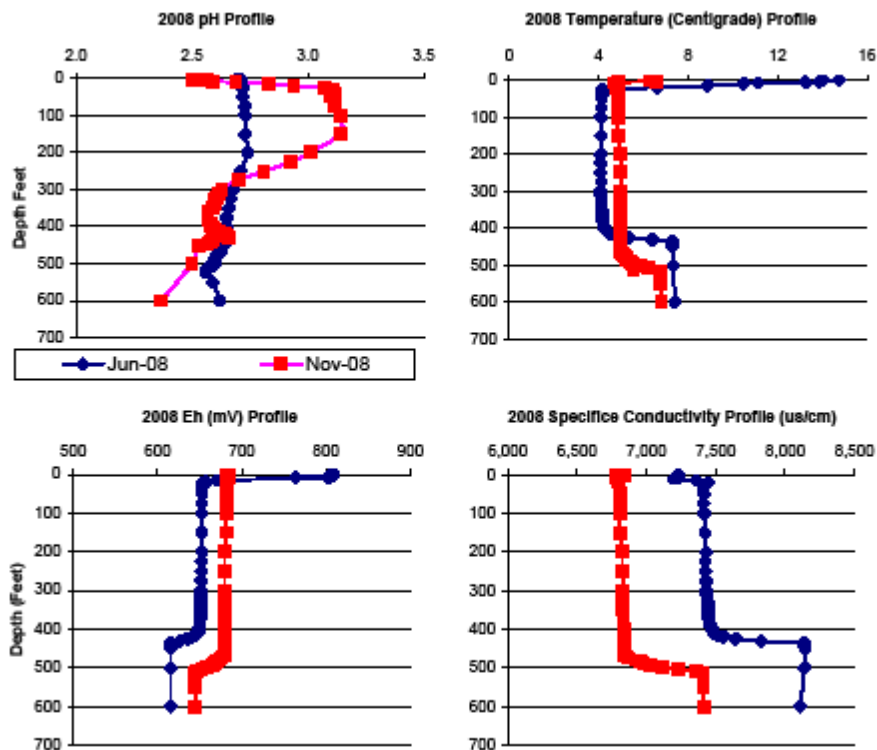 2008 pH Profile
2.0 2.5 3.0 3.5
0
100
200
300
400
500
600
700
Depth Feet
Jun-08 Nov-08
2008 Temperature (Centigrade) Profile
0 4 8 12 16
0
100
200
300
400
500
600
700
2008 Eh (mV) Profile
500 600 700 800 900
0
100
200
300
400
500
600
700
Depth (Feet)
2008 Specifice Conductivity Profile (us/cm)
6,000 6,500 7,000 7,500 8,000 8,500
0
100
200
300
400
500
600
700